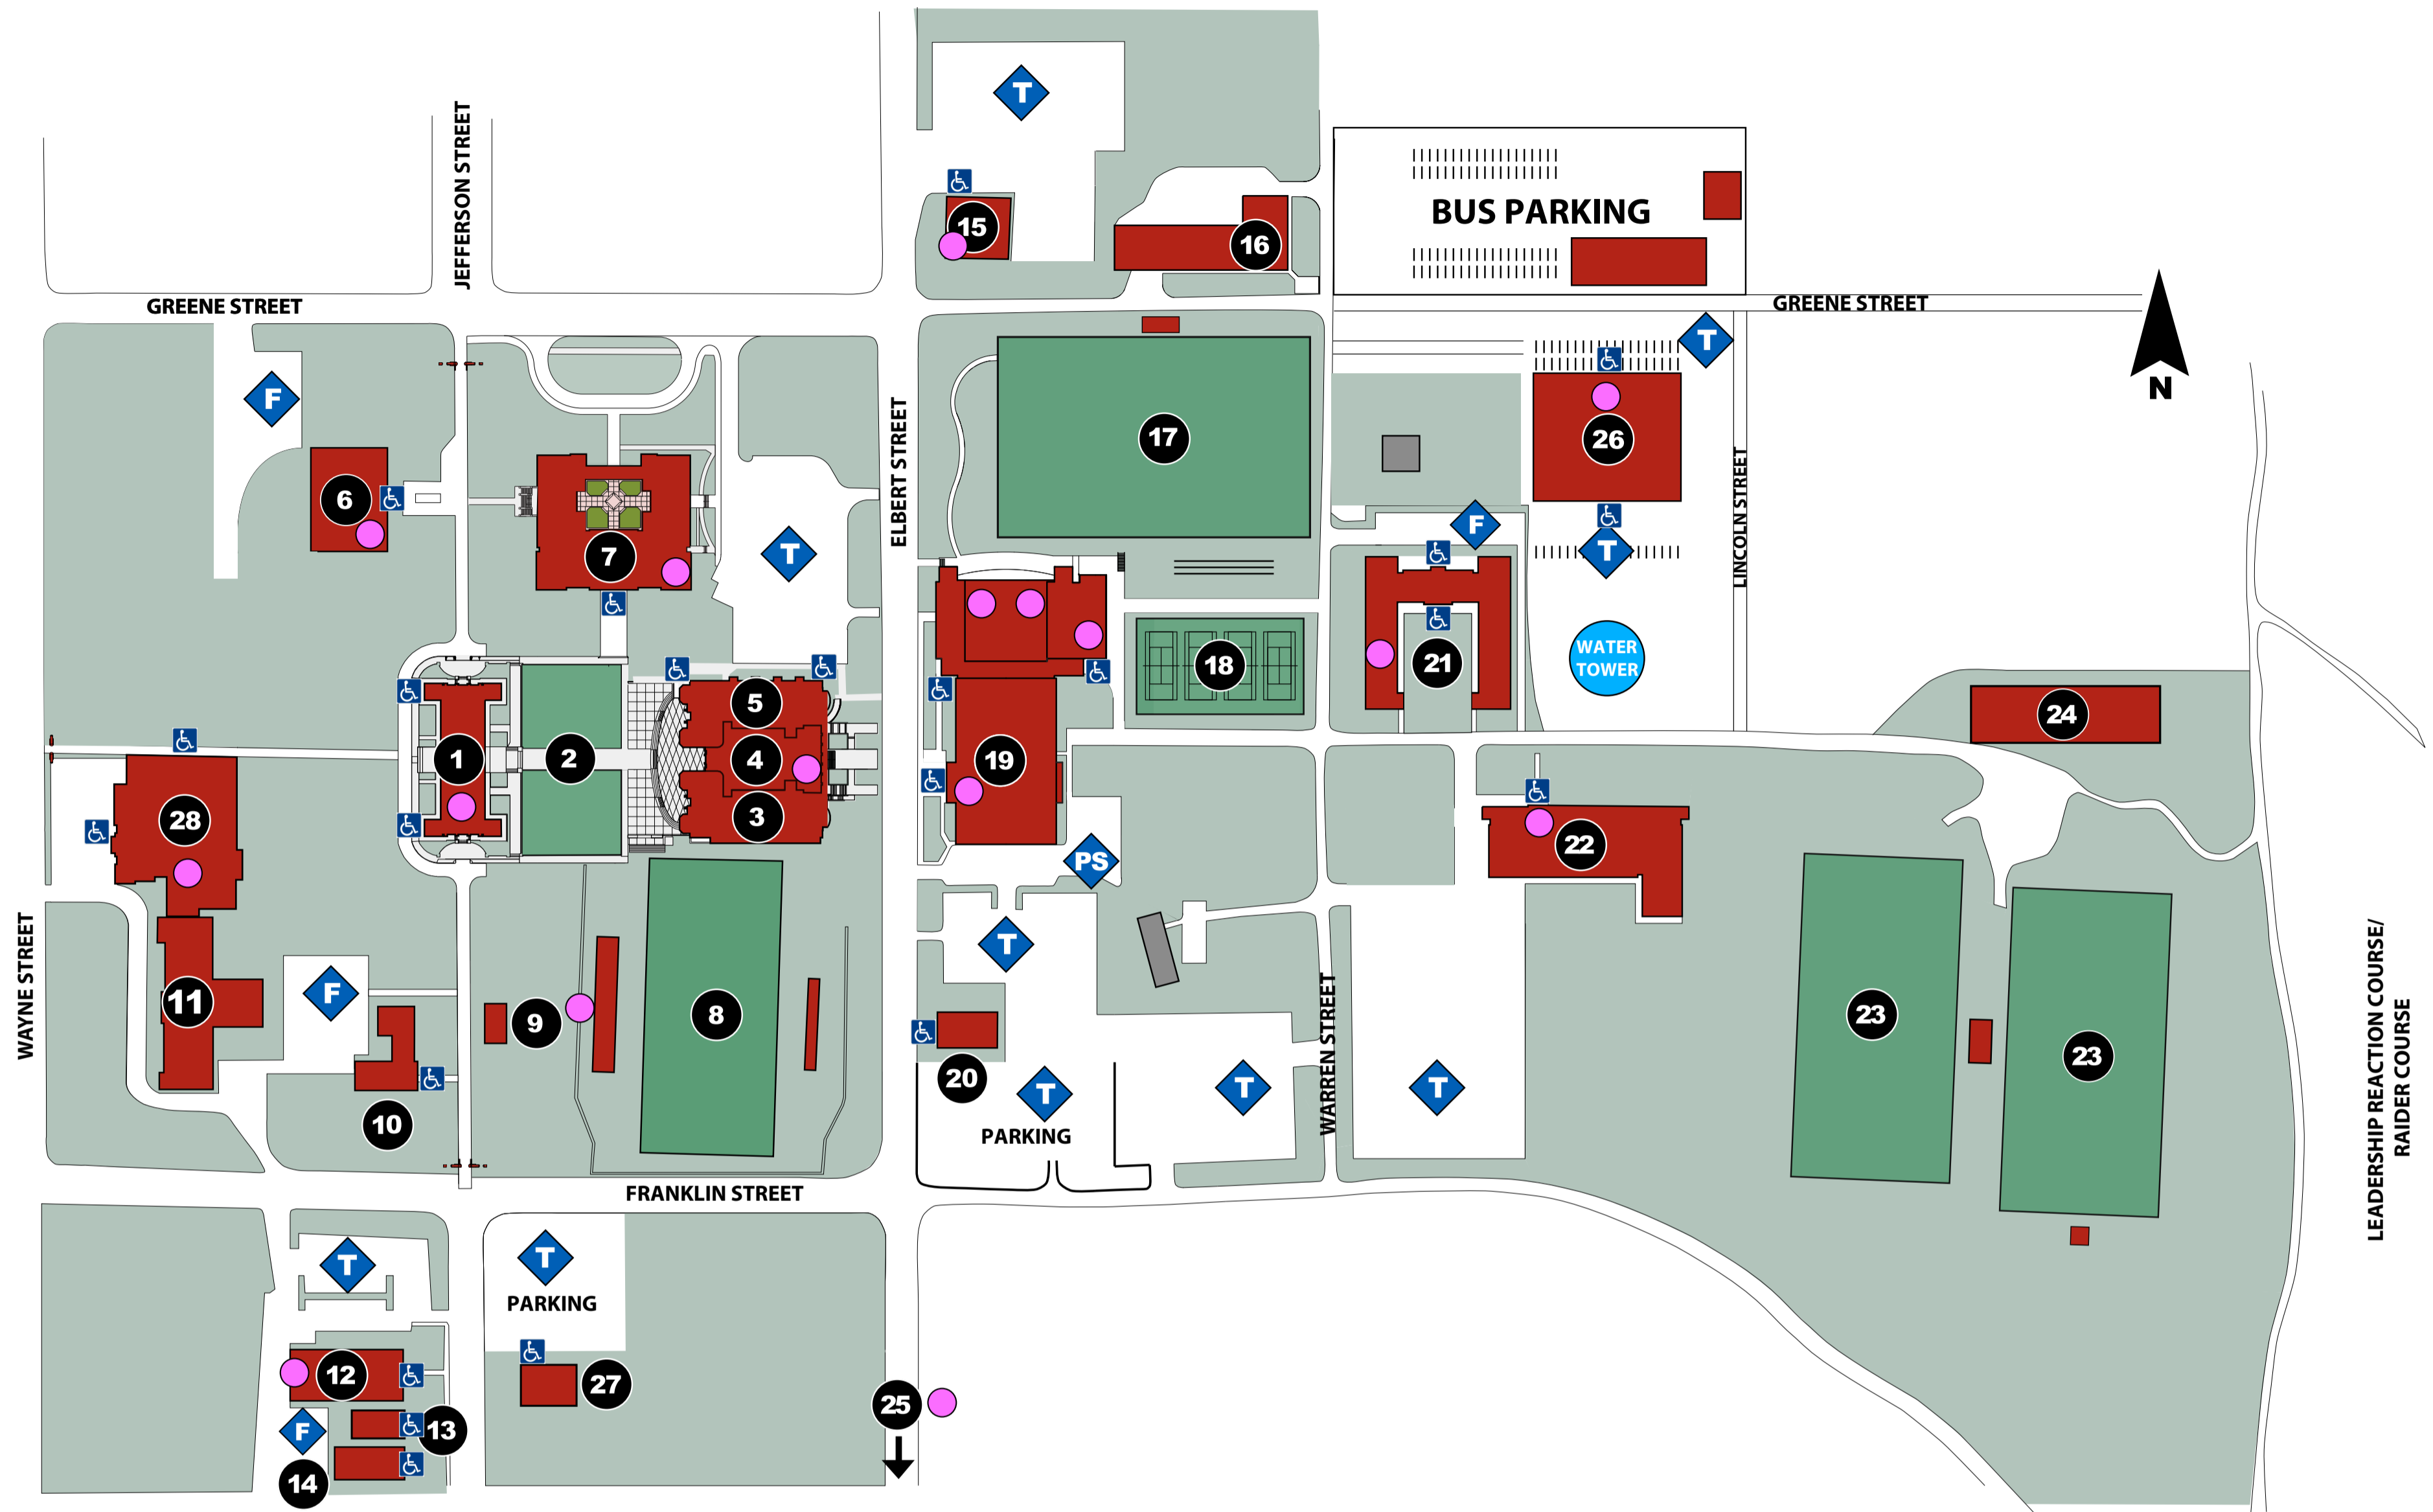 T
JEFFERSON STREET
15
16
BUS PARKING
GREENE STREET
GREENE STREET
T
N
F
ELBERT STREET
17
26
LINCOLN STREET
6
7
T
F
T
18
21
WATER
TOWER
5
1
2
4
19
3
24
28
22
PS
WAYNE STREET
T
11
F
9
8
WARREN STREET
23
23
LEADERSHIP REACTION COURSE/
RAIDER COURSE
20
T
T
T
10
PARKING
FRANKLIN STREET
T
T
PARKING
12
27
25
F
13
14